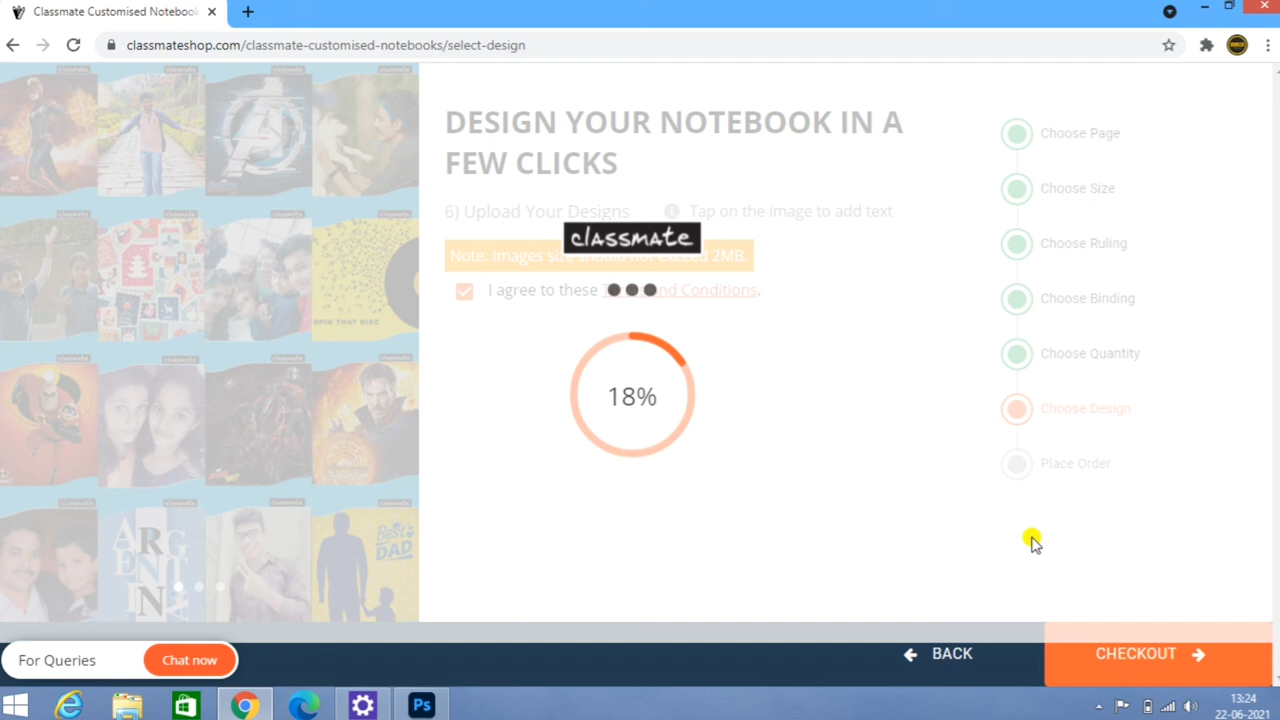 Classmate Customised Notebook
classmateshop.com/classmate-customised-notebooks/select-design
DESIGN YOUR NOTEBOOK IN A
FEW CLICKS
6) Upload Your Designs
Tap on the image to add text
classmate
Note: Images size should not exceed 2MB.
I agree to these Terms and Conditions.
18%
Choose Page
Choose Size
Choose Ruling
Choose Binding
Choose Quantity
Choose Design
Place Order
SPIN THAT DISC
ARGENTINA
BEST
DAD
For Queries
Chat now
BACK
CHECKOUT
Ps
13:24
22-06-2021